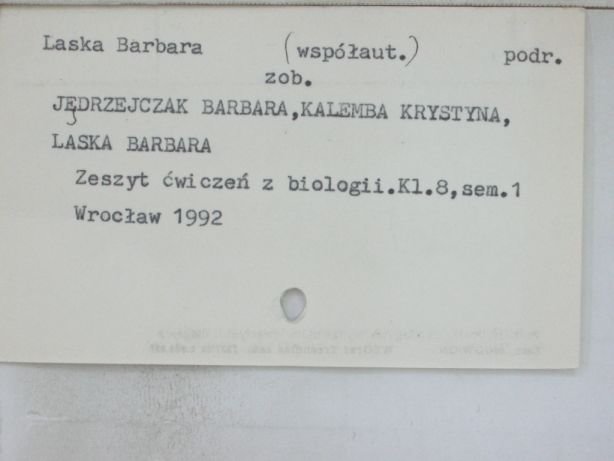 Laska Barbara (współaut.) podr.
zob.
JĘDRZEJCZAK BARBARA,KALEMBA KRYSTYNA,
LASKA BARBARA
Zeszyt ćwiczeń z biologii.Kl.8,sem.1
Wrocław 1992